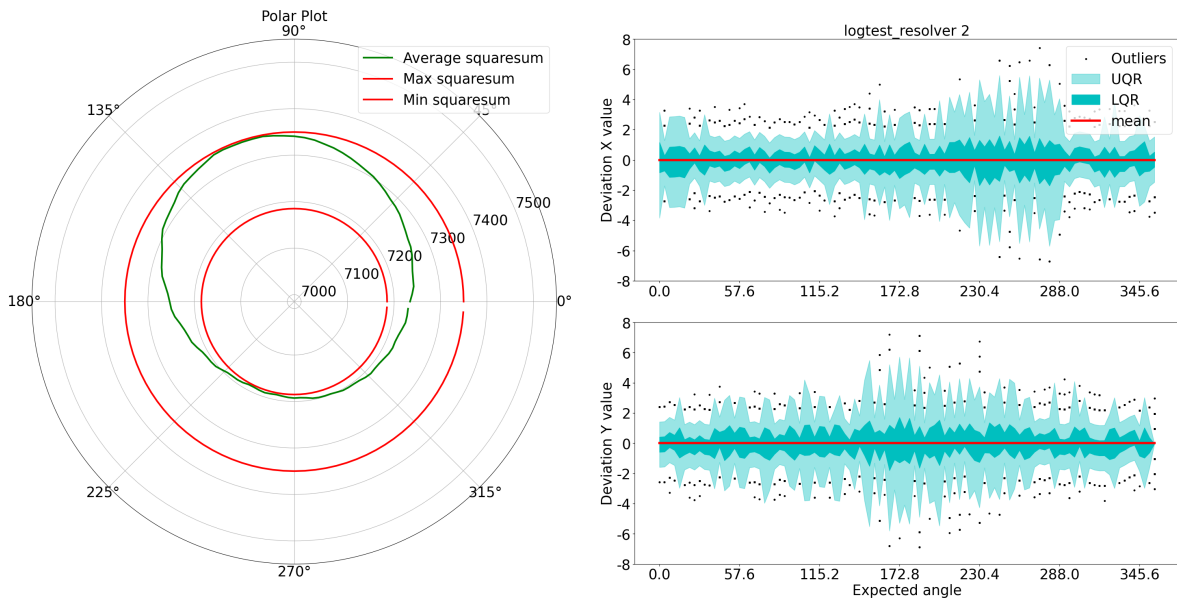 Polar Plot
90°
Average squaresum
Max squaresum
Min squaresum
135°
45°
7500
7400
7300
7200
7100
7000
180°
0°
225°
315°
270°
logtest_resolver 2
Outliers
UQR
LQR
mean
Deviation X value
8
6
4
2
0
−2
−4
−6
−8
0.0 57.6 115.2 172.8 230.4 288.0 345.6
Deviation Y value
8
6
4
2
0
−2
−4
−6
−8
0.0 57.6 115.2 172.8 230.4 288.0 345.6
Expected angle